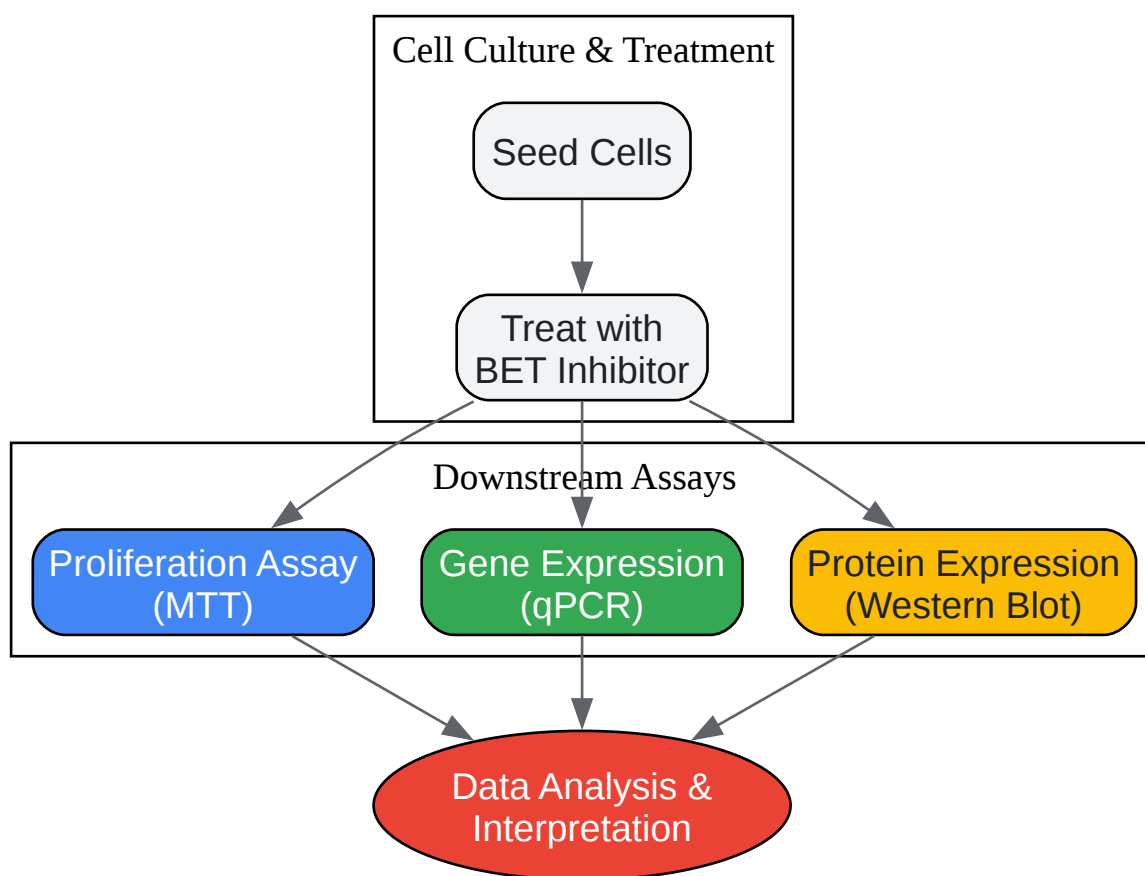 Cell Culture & Treatment
Seed Cells
Treat with
BET Inhibitor
Downstream Assays
Proliferation Assay
(MTT)
Gene Expression
(qPCR)
Protein Expression
(Western Blot)
Data Analysis &
Interpretation